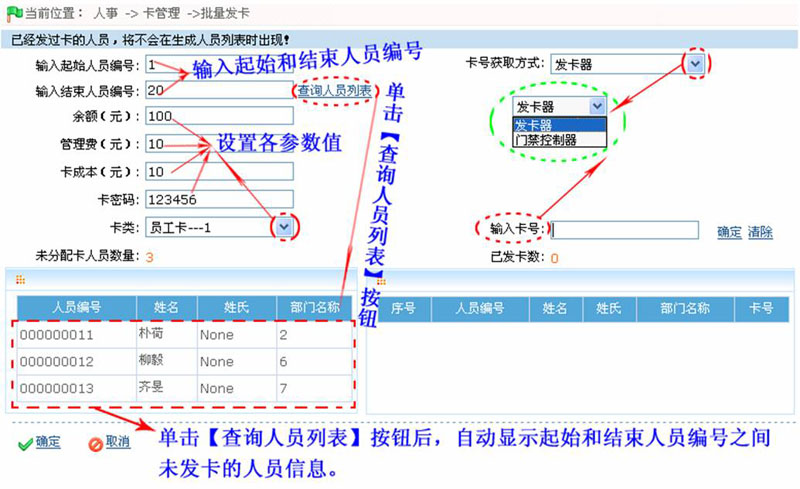 当前位置： 人事 -> 卡管理 ->批量发卡
已经发过卡的人员，将不会在生成人员列表时出现！
输入起始人员编号： 1
输入结束人员编号： 20 查询人员列表
余额（元）： 100
管理费（元）： 10
卡成本（元）： 10
卡密码： 123456
卡类： 员工卡---1
未分配卡人员数量： 3
输入起始和结束人员编号
设置各参数值
单击【查询人员列表】按钮
卡号获取方式： 发卡器
发卡器
发卡器
门禁控制器
输入卡号： 确定 清除
已发卡数： 0
人员编号 姓名 姓氏 部门名称
000000011 朴荷 None 2
000000012 柳毅 None 6
000000013 齐旻 None 7
序号 人员编号 姓名 姓氏 部门名称 卡号
确定 取消
单击【查询人员列表】按钮后，自动显示起始和结束人员编号之间
未发卡的人员信息。